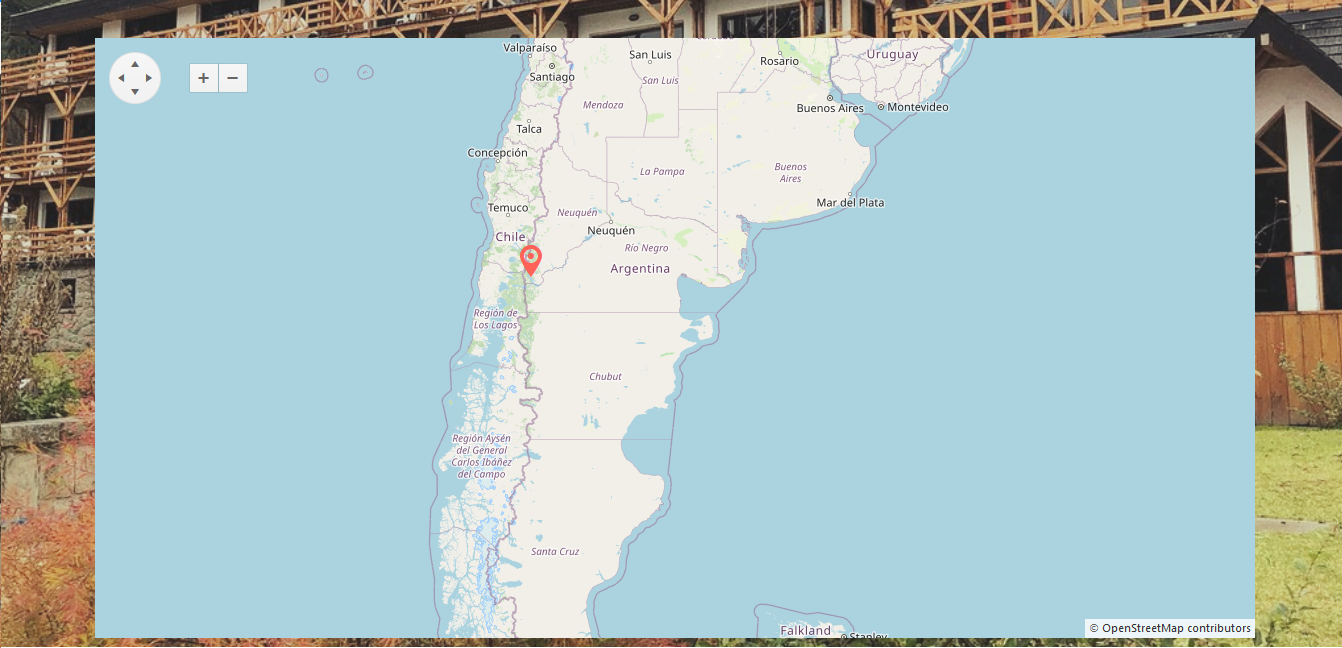 Valparaíso
San Luis
Rosario
Uruguay
Santiago
San Luis
Mendoza
Buenos Aires
Montevideo
Talca
Concepción
La Pampa
Buenos
Aires
Temuco
Neuquén
Mar del Plata
Neuquén
Chile
Río Negro
Argentina
Región de
Los Lagos
Chubut
Región Aysén
del General
Carlos Ibáñez
del Campo
Santa Cruz
Falkland
Stanley
+
−
© OpenStreetMap contributors